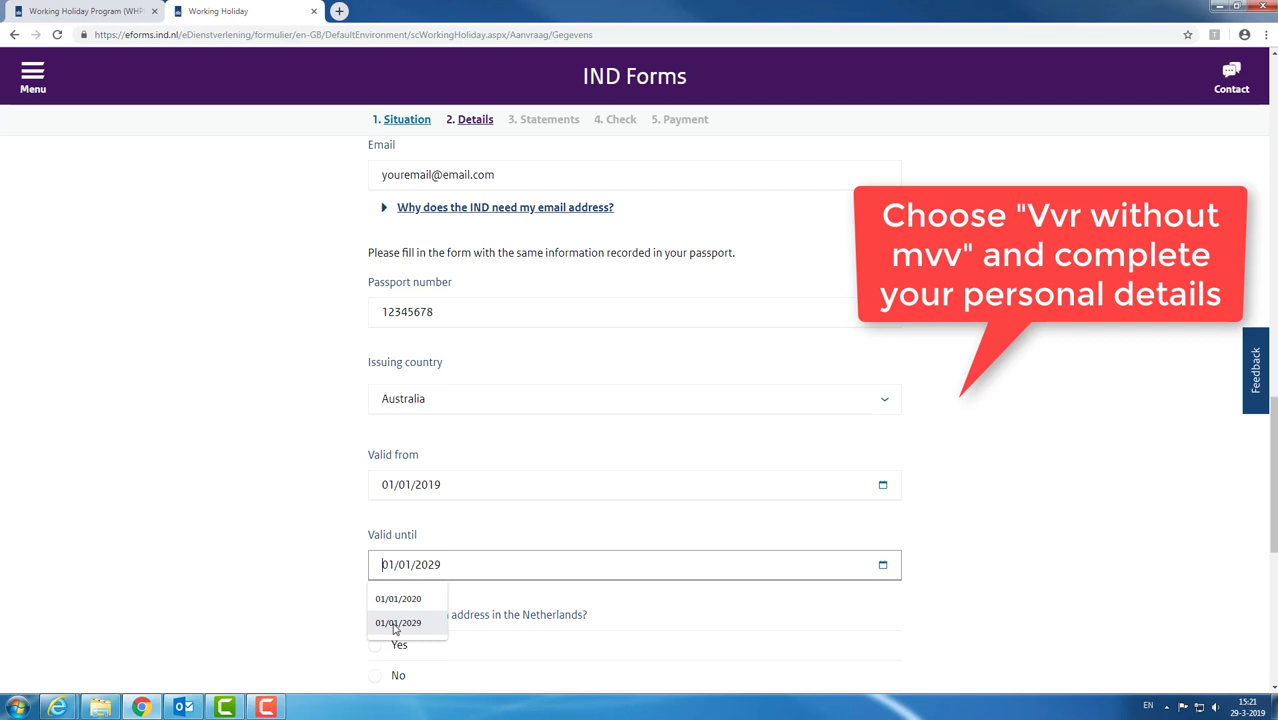 Working Holiday Program (WHP
Working Holiday
https://eforms.ind.nl/eDienstverlening/formulier/en-GB/DefaultEnvironment/scWorkingHoliday.aspx/Aanvraag/Gegevens
Menu
IND Forms
Contact
1. Situation 2. Details 3. Statements 4. Check 5. Payment
Email
youremail@email.com
Why does the IND need my email address?
Please fill in the form with the same information recorded in your passport.
Passport number
12345678
Issuing country
Australia
Valid from
01/01/2019
Valid until
01/01/2029
01/01/2020
01/01/2029
address in the Netherlands?
Yes
No
Choose "Vvr without
mvv" and complete
your personal details
Feedback
EN
15:21
29-3-2019